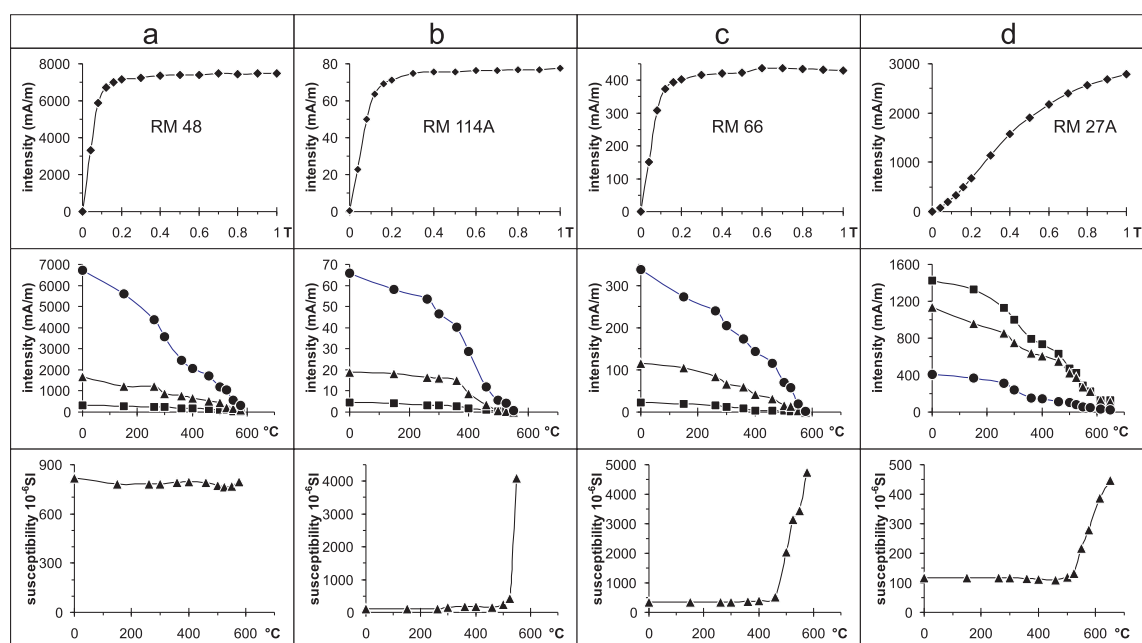 a b c d
intensity (mA/m) 8000 6000 4000 2000 0 RM 48 0 0.2 0.4 0.6 0.8 1 T
intensity (mA/m) 80 60 40 20 0 RM 114A 0 0.2 0.4 0.6 0.8 1 T
intensity (mA/m) 400 300 200 100 0 RM 66 0 0.2 0.4 0.6 0.8 1 T
intensity (mA/m) 3000 2000 1000 0 RM 27A 0 0.2 0.4 0.6 0.8 1 T
intensity (mA/m) 7000 6000 5000 4000 3000 2000 1000 0 0 200 400 600 °C
intensity (mA/m) 70 60 50 40 30 20 10 0 0 200 400 600 °C
intensity (mA/m) 300 200 100 0 0 200 400 600 °C
intensity (mA/m) 1600 1200 800 400 0 0 200 400 600 °C
susceptibility 10⁻⁶SI 900 600 300 0 0 200 400 600 °C
susceptibility 10⁻⁶SI 4000 3000 2000 1000 0 0 200 400 600 °C
susceptibility 10⁻⁶SI 5000 4000 3000 2000 1000 0 0 200 400 600 °C
susceptibility 10⁻⁶SI 500 400 300 200 100 0 0 200 400 600 °C